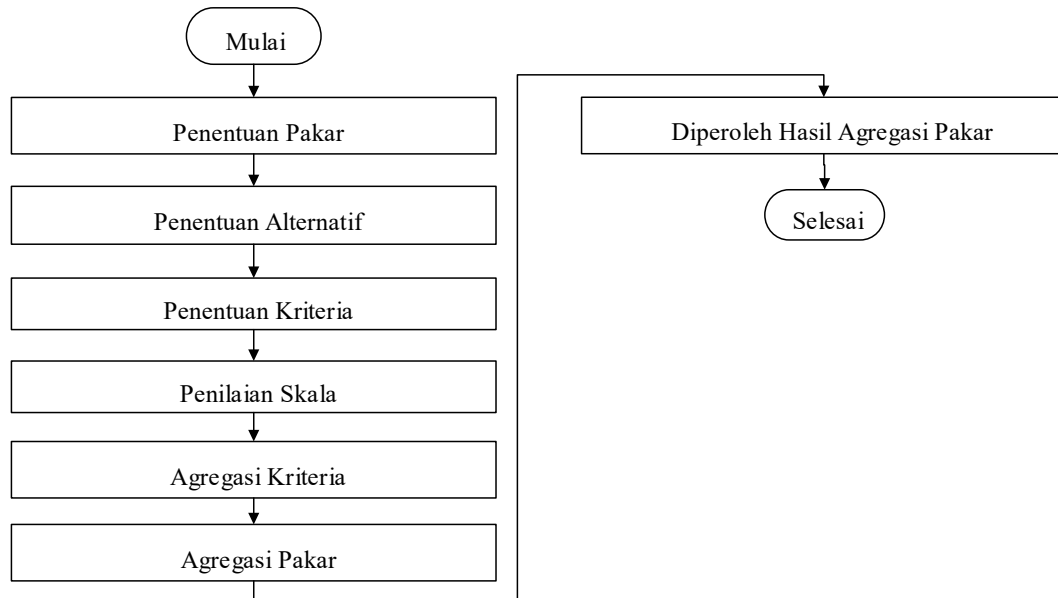 Mulai
Penentuan Pakar
Penentuan Alternatif
Penentuan Kriteria
Penilaian Skala
Agregasi Kriteria
Agregasi Pakar
Diperoleh Hasil Agregasi Pakar
Selesai